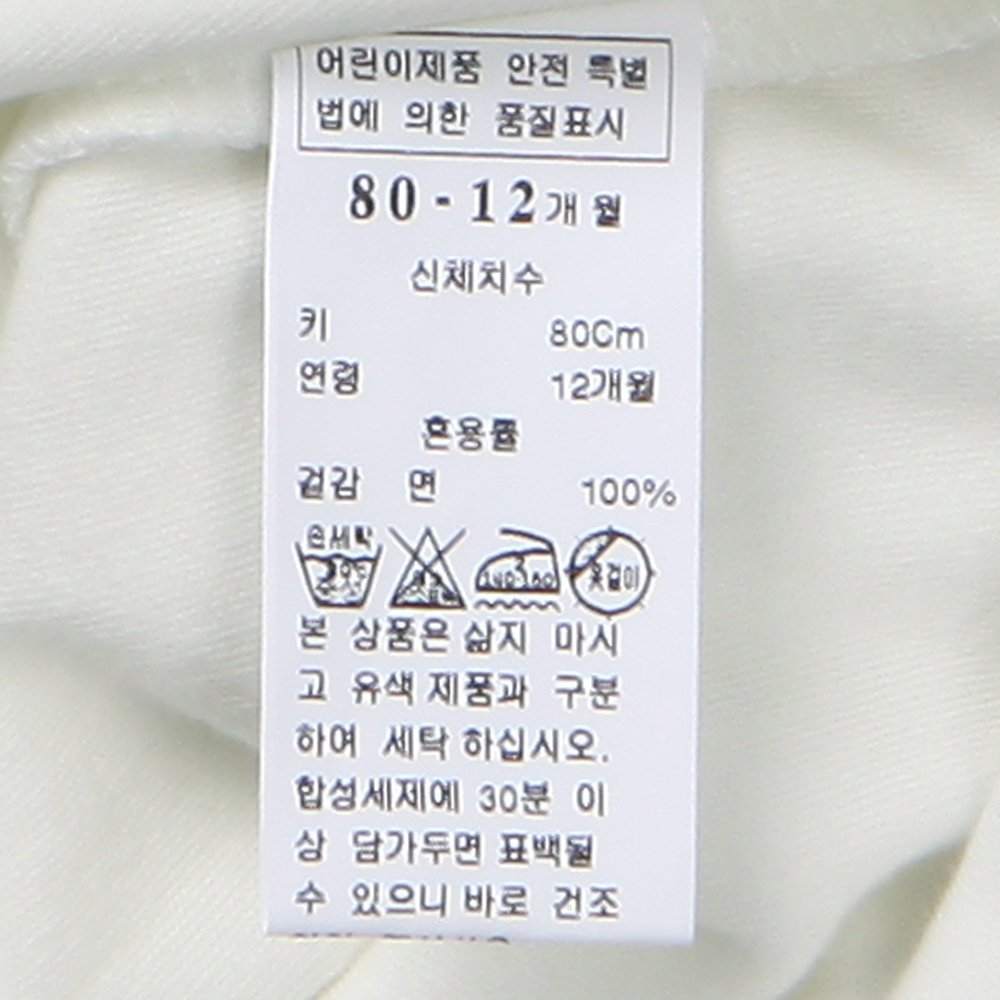 어린이제품 안전 특별
법에 의한 품질표시
80-12개월
신체치수
키 80Cm
연령 12개월
혼용률
겉감 면 100%
손세탁
옷걸이
본 상품은 삶지 마시
고 유색 제품과 구분
하여 세탁 하십시오.
합성세제에 30분 이
상 담가두면 표백될
수 있으니 바로 건조